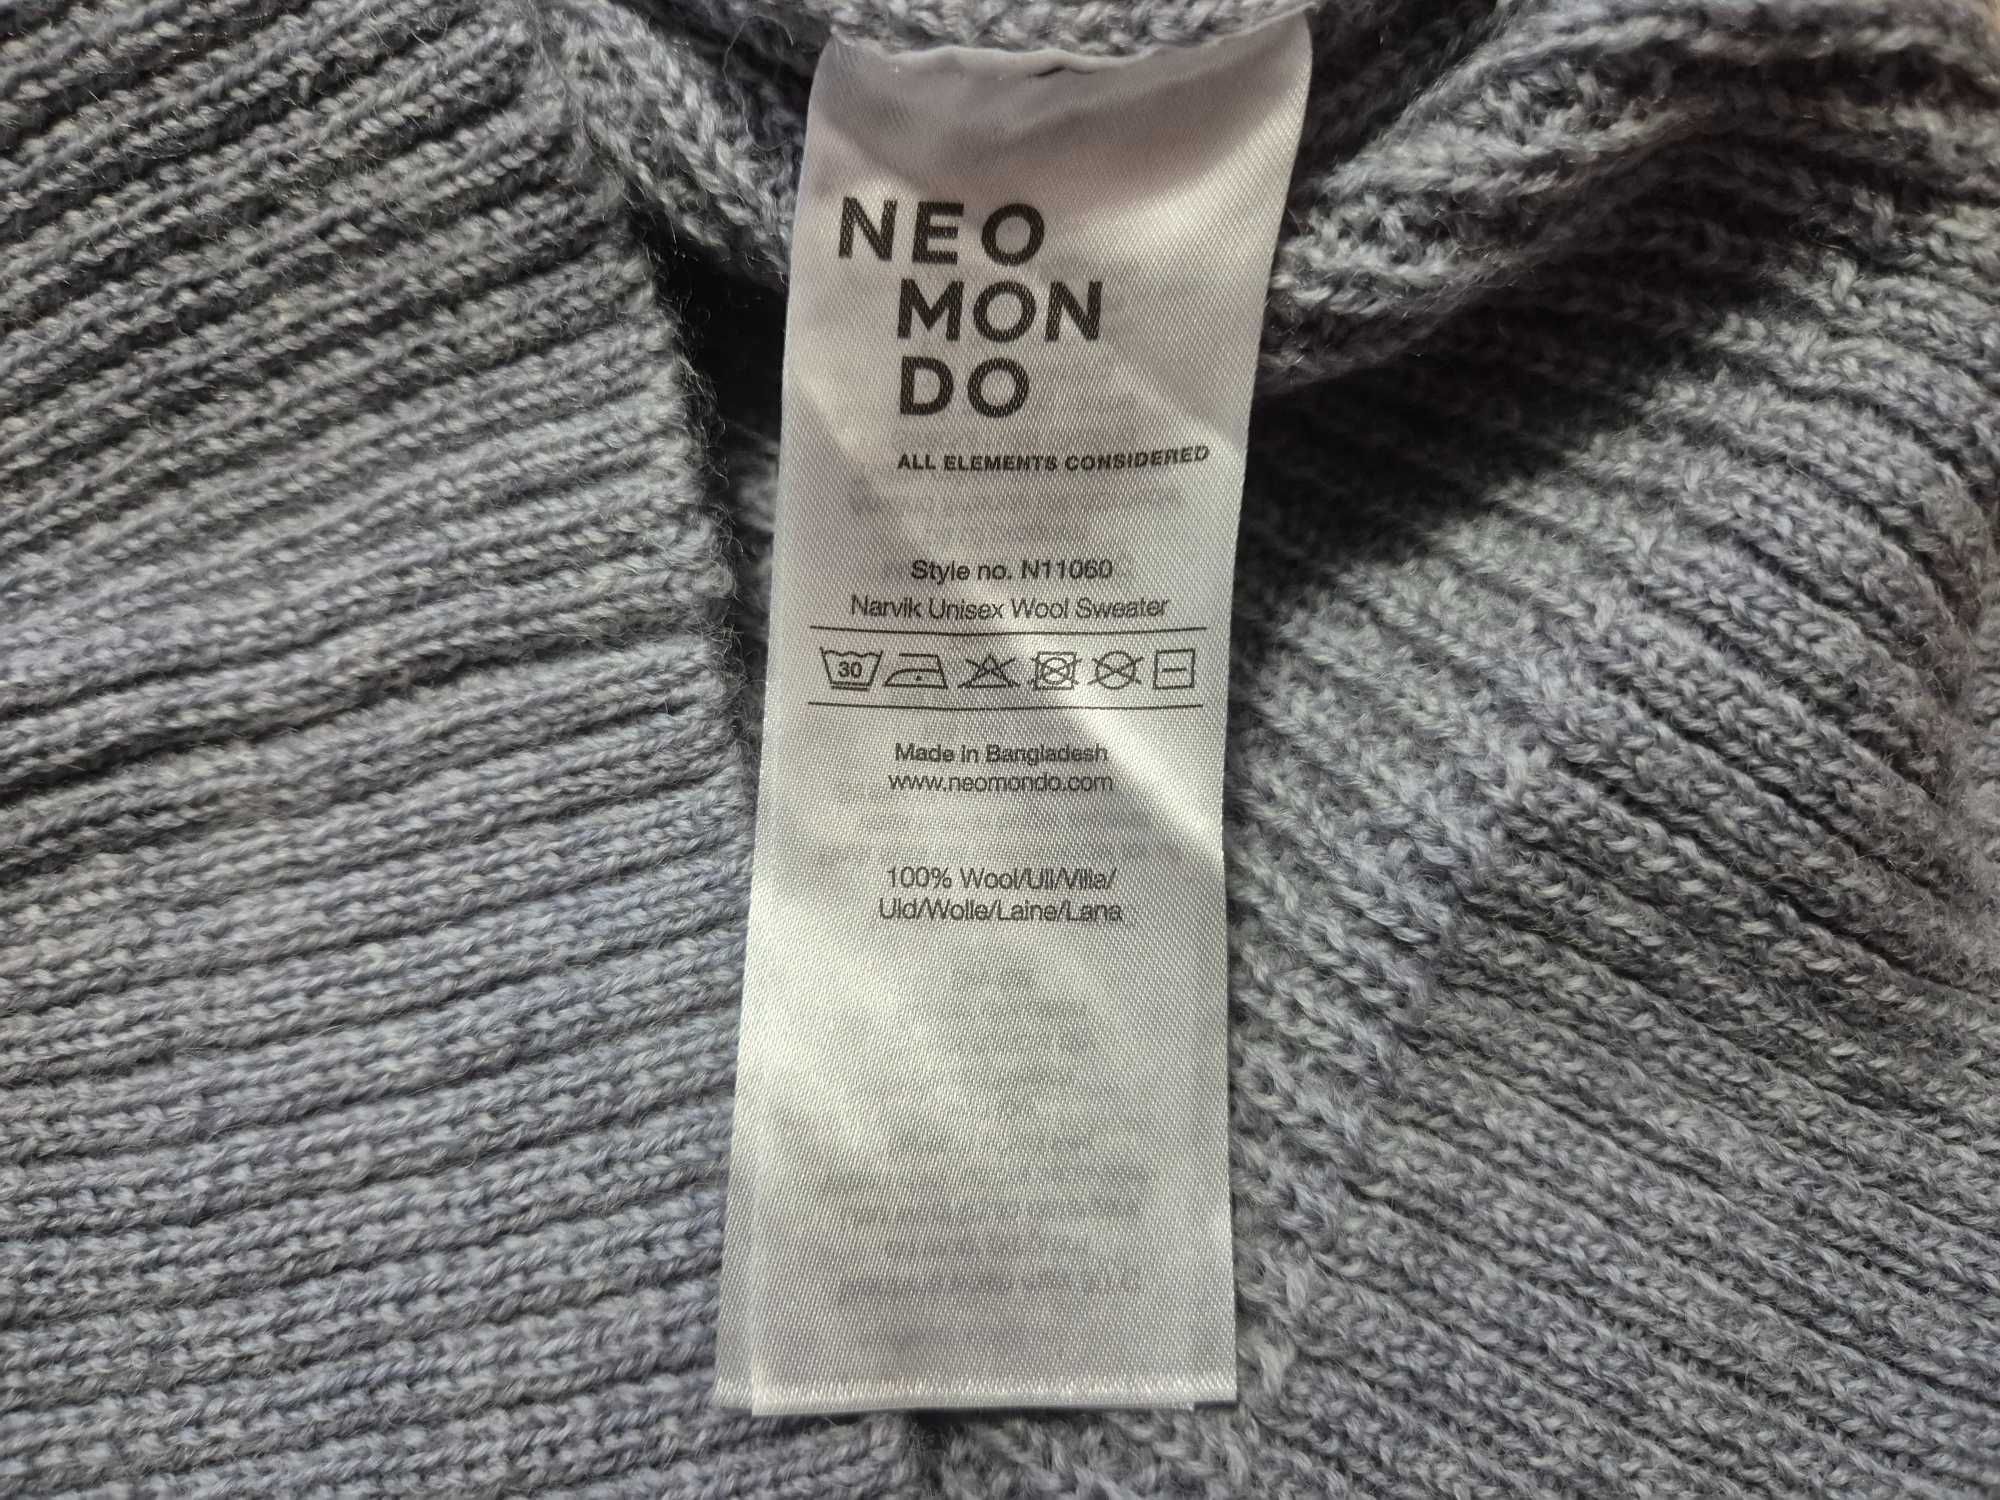 NEO
MON
DO
ALL ELEMENTS CONSIDERED
Style no. N11060
Narvik Unisex Wool Sweater
30
Made in Bangladesh
www.neomondo.com
100% Wool/Ull/Villa/
Uld/Wolle/Laine/Lana